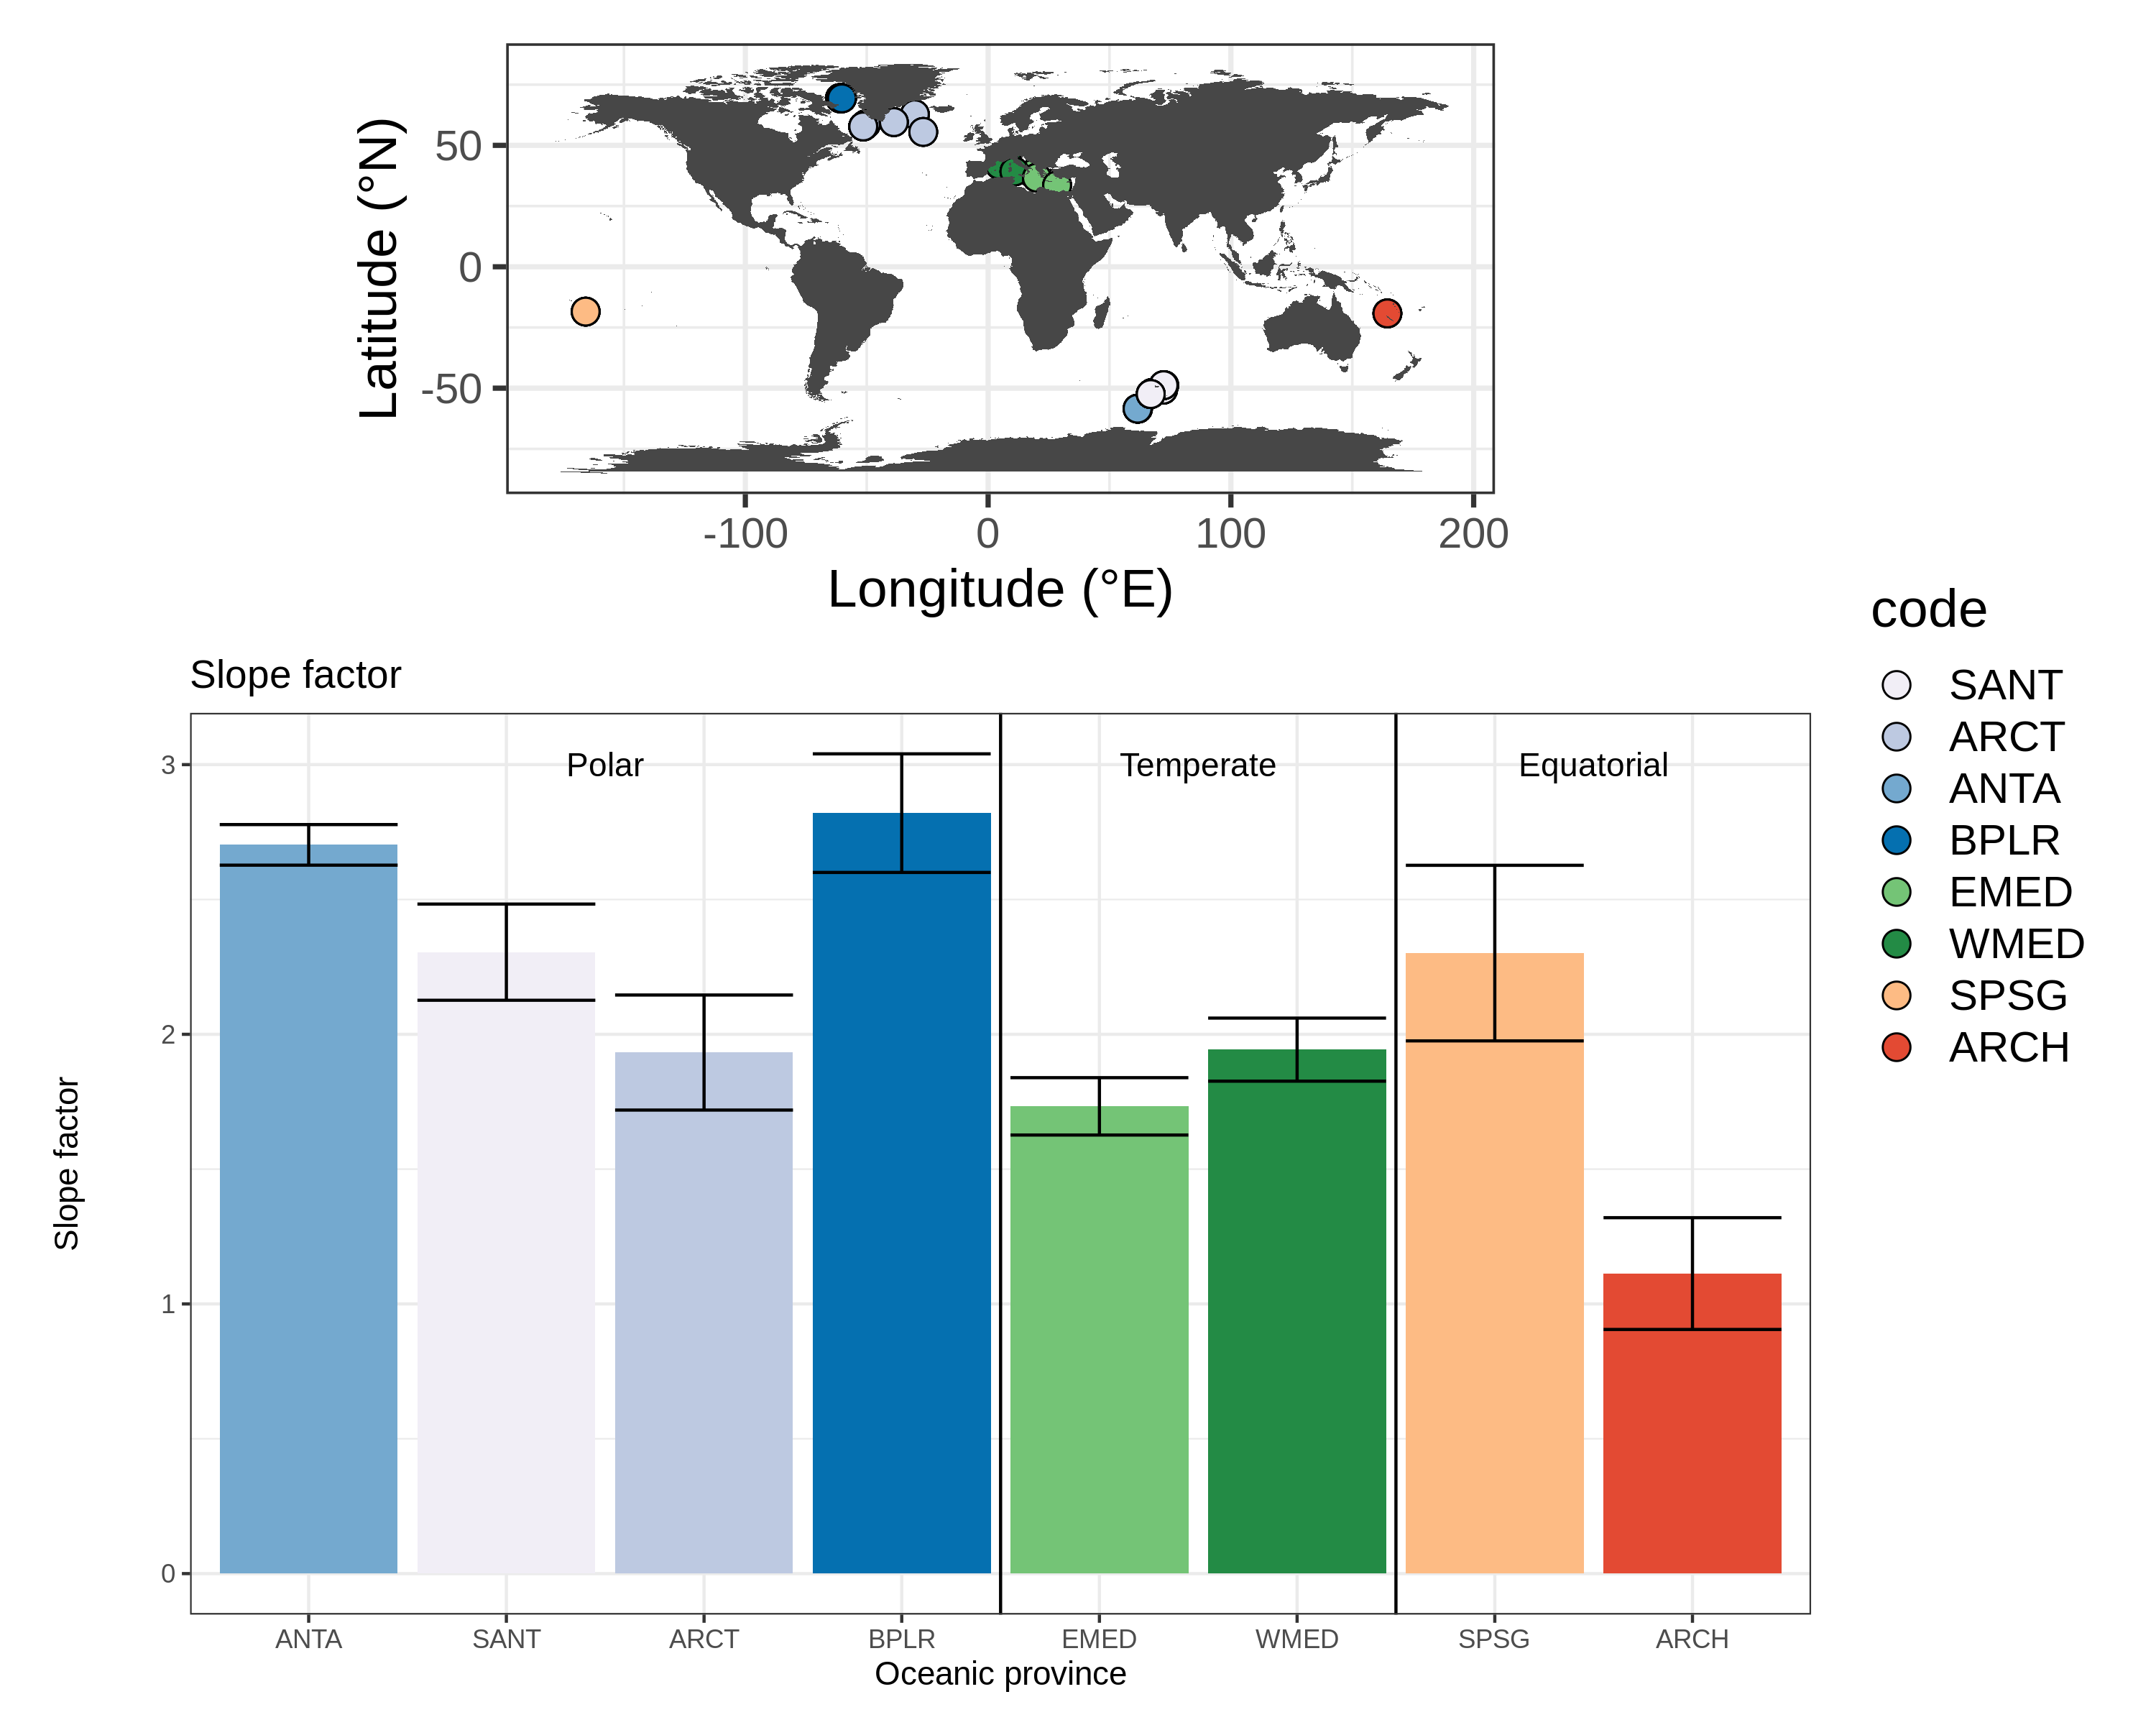 Latitude (°N)
50
0
-50
-100 0 100 200
Longitude (°E)
code
SANT
ARCT
ANTA
BPLR
EMED
WMED
SPSG
ARCH
Slope factor
Slope factor
3
2
1
0
Polar Temperate Equatorial
ANTA SANT ARCT BPLR EMED WMED SPSG ARCH
Oceanic province